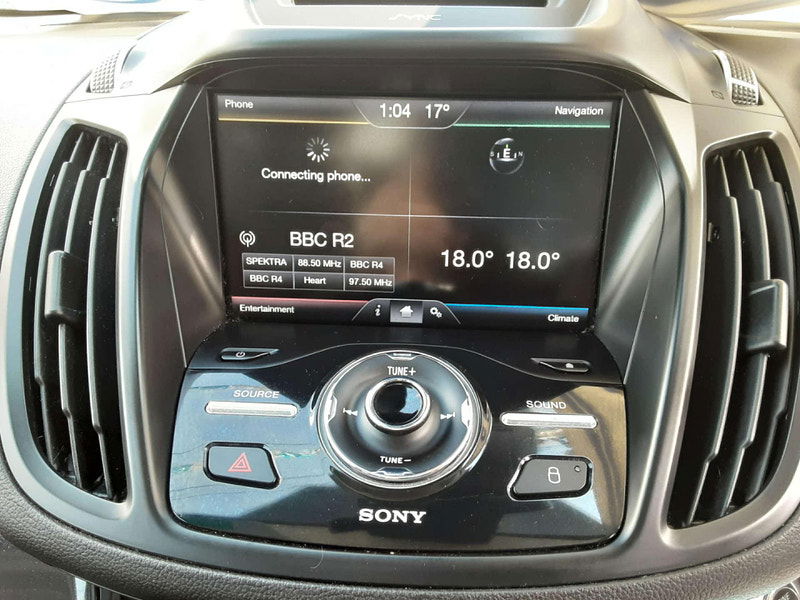 SYNC
Phone
1:04 17°
Navigation
Connecting phone...
E N
BBC R2
SPEKTRA 88.50 MHz BBC R4
BBC R4 Heart 97.50 MHz
18.0° 18.0°
Entertainment
i
Climate
TUNE+
SOURCE
SOUND
TUNE–
SONY